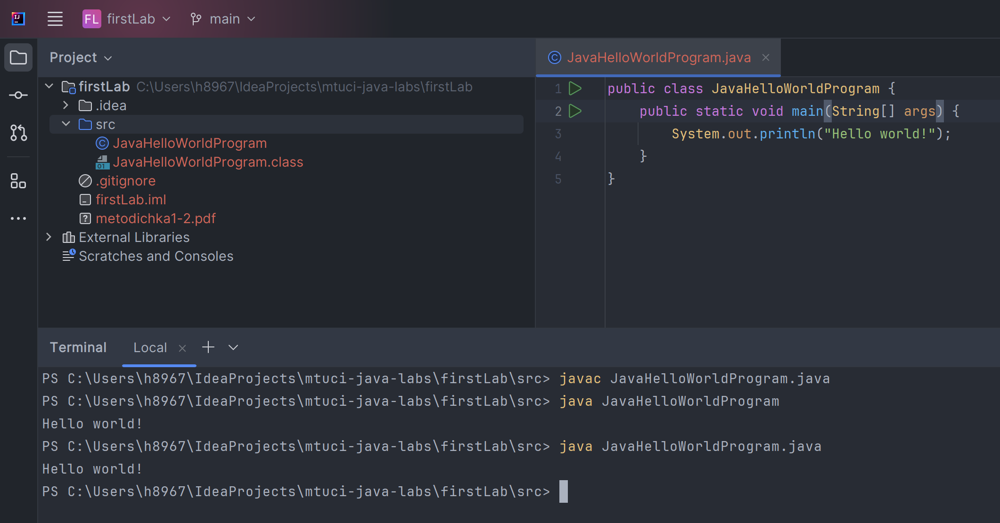 IJ FL firstLab main
Project
firstLab C:\Users\h8967\IdeaProjects\mtuci-java-labs\firstLab
.idea
src
JavaHelloWorldProgram
01 JavaHelloWorldProgram.class
.gitignore
firstLab.iml
metodichka1-2.pdf
External Libraries
Scratches and Consoles
JavaHelloWorldProgram.java
1 public class JavaHelloWorldProgram {
2     public static void main(String[] args) {
3         System.out.println("Hello world!");
4     }
5 }
Terminal Local
PS C:\Users\h8967\IdeaProjects\mtuci-java-labs\firstLab\src> javac JavaHelloWorldProgram.java
PS C:\Users\h8967\IdeaProjects\mtuci-java-labs\firstLab\src> java JavaHelloWorldProgram
Hello world!
PS C:\Users\h8967\IdeaProjects\mtuci-java-labs\firstLab\src> java JavaHelloWorldProgram.java
Hello world!
PS C:\Users\h8967\IdeaProjects\mtuci-java-labs\firstLab\src>